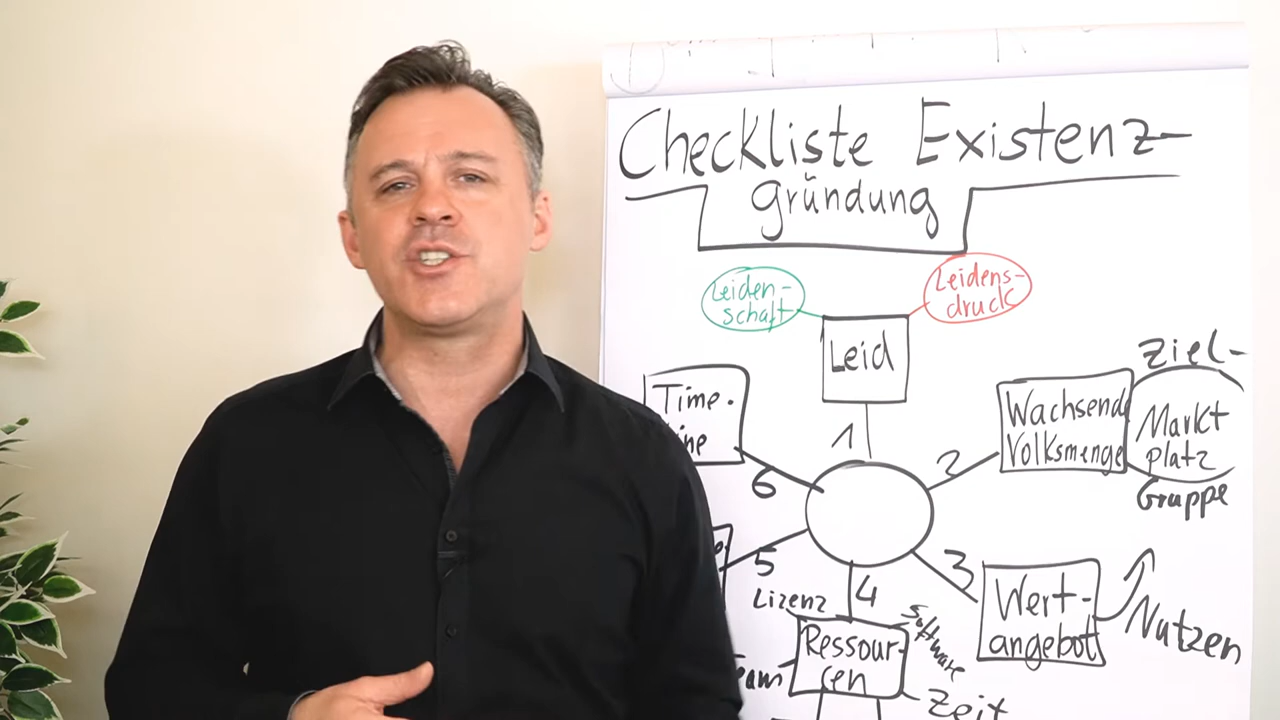 Checkliste Existenz-
gründung
Leiden-
schaft
Leidens-
druck
Leid
1
Time-
2
Wachsende
Volksmenge
Ziel-
Markt
platz
Gruppe
6
5
3
Wert-
angebot
Nutzen
4
Lizenz
Software
Ressour-
cen
Zeit